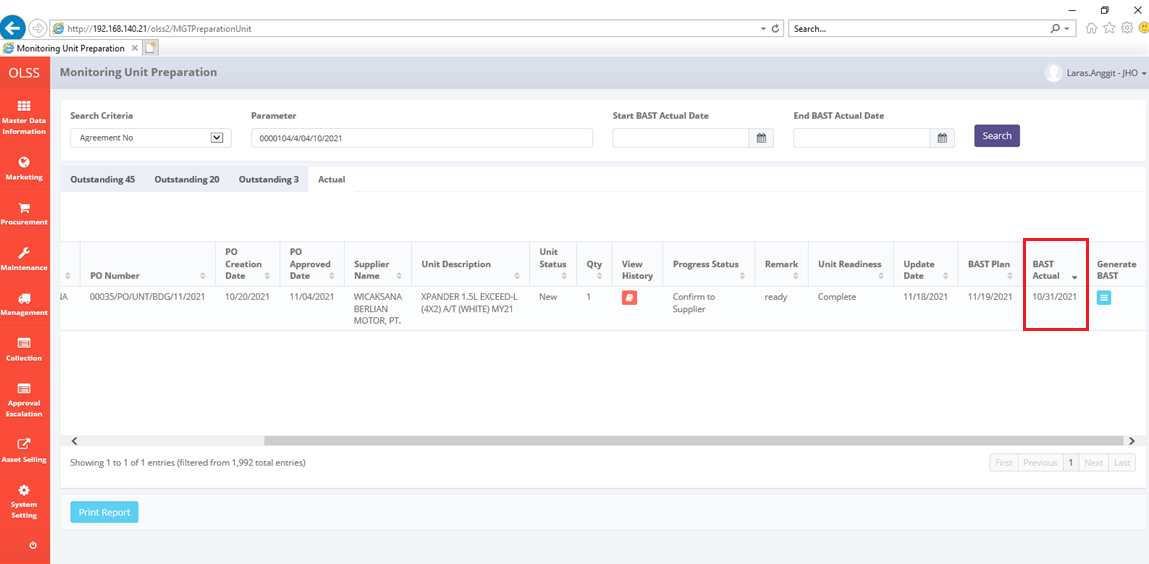 http://192.168.140.21/olss2/MGTPreparationUnit
Search...
Monitoring Unit Preparation
OLSS
Monitoring Unit Preparation
Laras.Anggit - JHO
Master Data
Information
Marketing
Procurement
Maintenance
Management
Collection
Approval
Escalation
Asset Selling
System
Setting
Search Criteria
Parameter
Start BAST Actual Date
End BAST Actual Date
Agreement No
0000104/4/04/10/2021
Search
Outstanding 45
Outstanding 20
Outstanding 3
Actual
PO Number
PO
Creation
Date
PO
Approved
Date
Supplier
Name
Unit Description
Unit
Status
Qty
View
History
Progress Status
Remark
Unit Readiness
Update
Date
BAST Plan
BAST
Actual
Generate
BAST
NA
00035/PO/UNT/BDG/11/2021
10/20/2021
11/04/2021
WICAKSANA
BERLIAN
MOTOR, PT.
XPANDER 1.5L EXCEED-L
(4X2) A/T (WHITE) MY21
New
1
Confirm to
Supplier
ready
Complete
11/18/2021
11/19/2021
10/31/2021
Showing 1 to 1 of 1 entries (filtered from 1,992 total entries)
First
Previous
1
Next
Last
Print Report